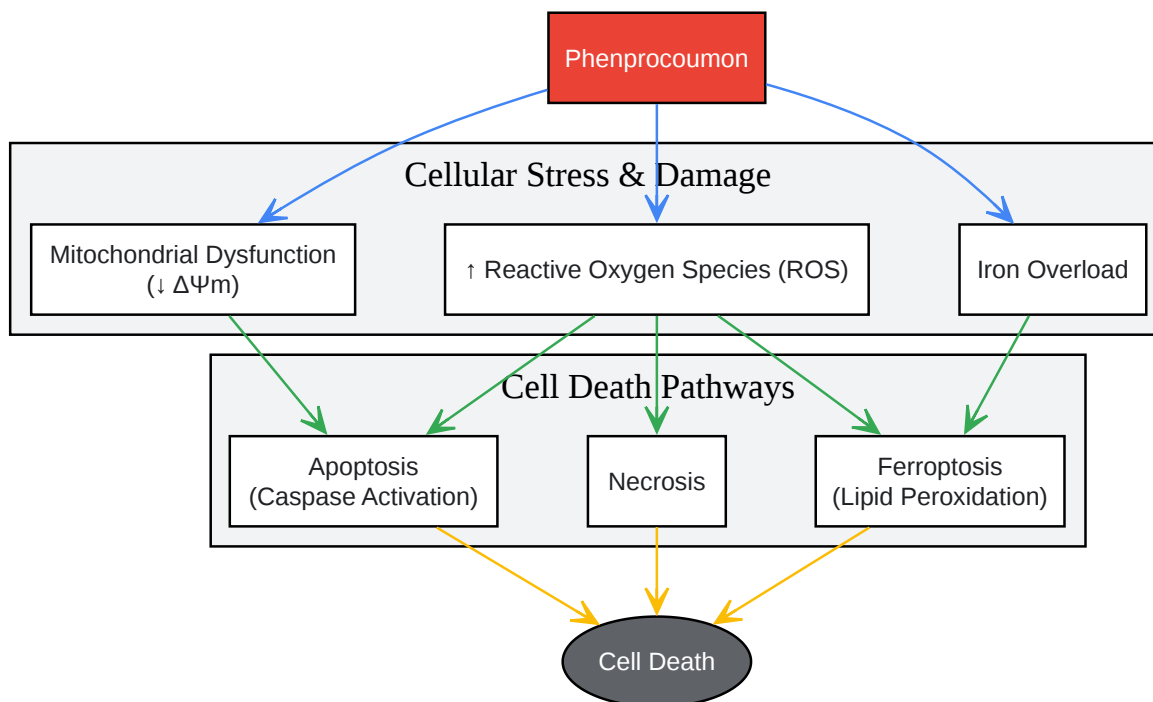 Phenprocoumon
Cellular Stress & Damage
Mitochondrial Dysfunction
(↓ ΔΨm)
↑ Reactive Oxygen Species (ROS)
Iron Overload
Cell Death Pathways
Apoptosis
(Caspase Activation)
Necrosis
Ferroptosis
(Lipid Peroxidation)
Cell Death